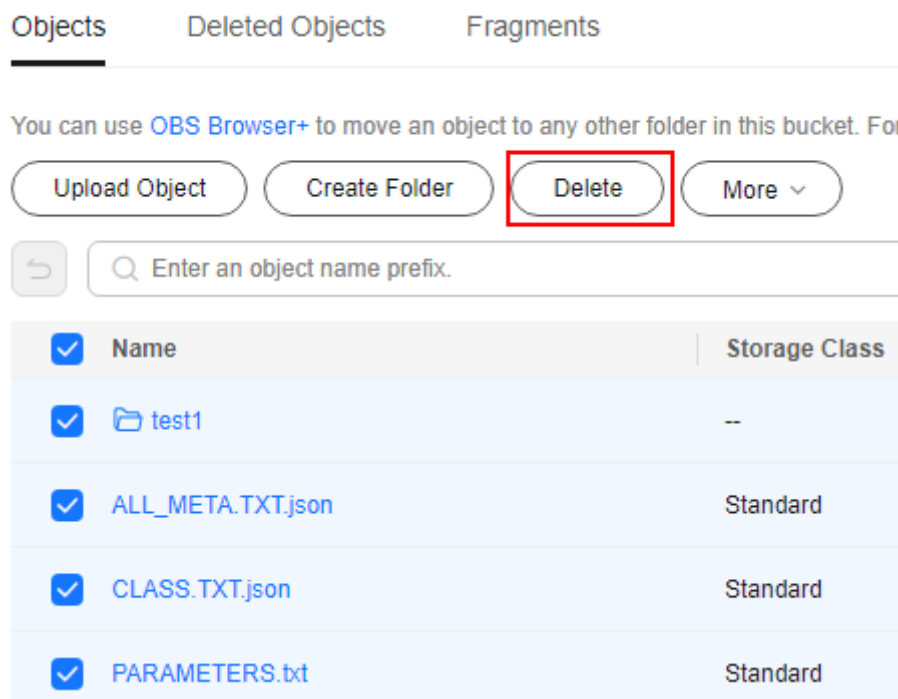 Objects Deleted Objects Fragments
You can use OBS Browser+ to move an object to any other folder in this bucket. For
Upload Object Create Folder Delete More
Enter an object name prefix.
Name Storage Class
test1 --
ALL_META.TXT.json Standard
CLASS.TXT.json Standard
PARAMETERS.txt Standard